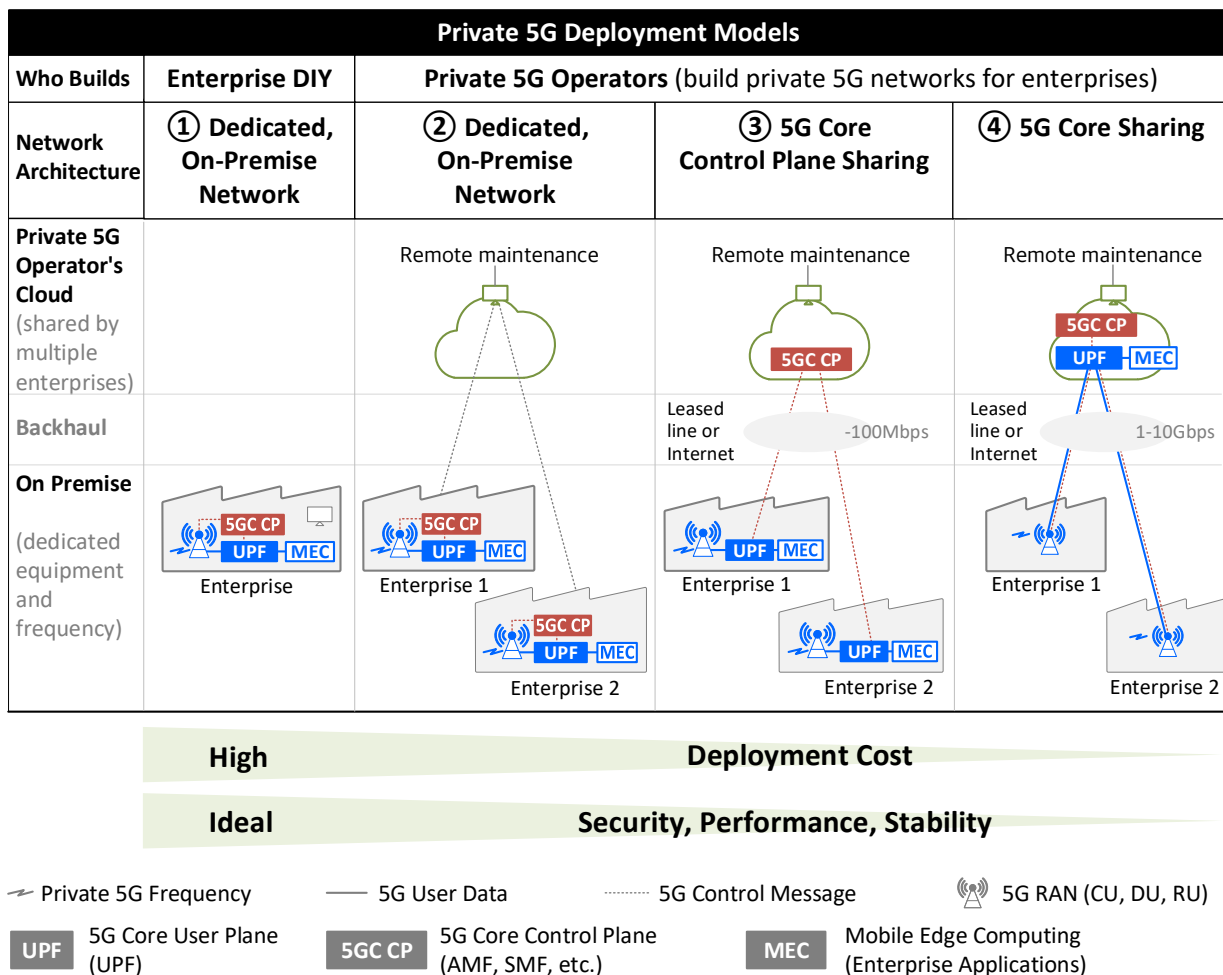 Private 5G Deployment Models
Who Builds
Enterprise DIY
Private 5G Operators (build private 5G networks for enterprises)
Network
Architecture
① Dedicated,
On-Premise
Network
② Dedicated,
On-Premise
Network
③ 5G Core
Control Plane Sharing
④ 5G Core Sharing
Private 5G
Operator's
Cloud
(shared by
multiple
enterprises)
Remote maintenance
Remote maintenance
5GC CP
Remote maintenance
5GC CP
UPF
MEC
Backhaul
Leased
line or
Internet
-100Mbps
Leased
line or
Internet
1-10Gbps
On Premise
(dedicated
equipment
and
frequency)
5GC CP
UPF
MEC
Enterprise
5GC CP
UPF
MEC
Enterprise 1
5GC CP
UPF
MEC
Enterprise 2
UPF
MEC
Enterprise 1
UPF
MEC
Enterprise 2
Enterprise 1
Enterprise 2
High
Deployment Cost
Ideal
Security, Performance, Stability
Private 5G Frequency
5G User Data
5G Control Message
5G RAN (CU, DU, RU)
UPF
5G Core User Plane
(UPF)
5GC CP
5G Core Control Plane
(AMF, SMF, etc.)
MEC
Mobile Edge Computing
(Enterprise Applications)